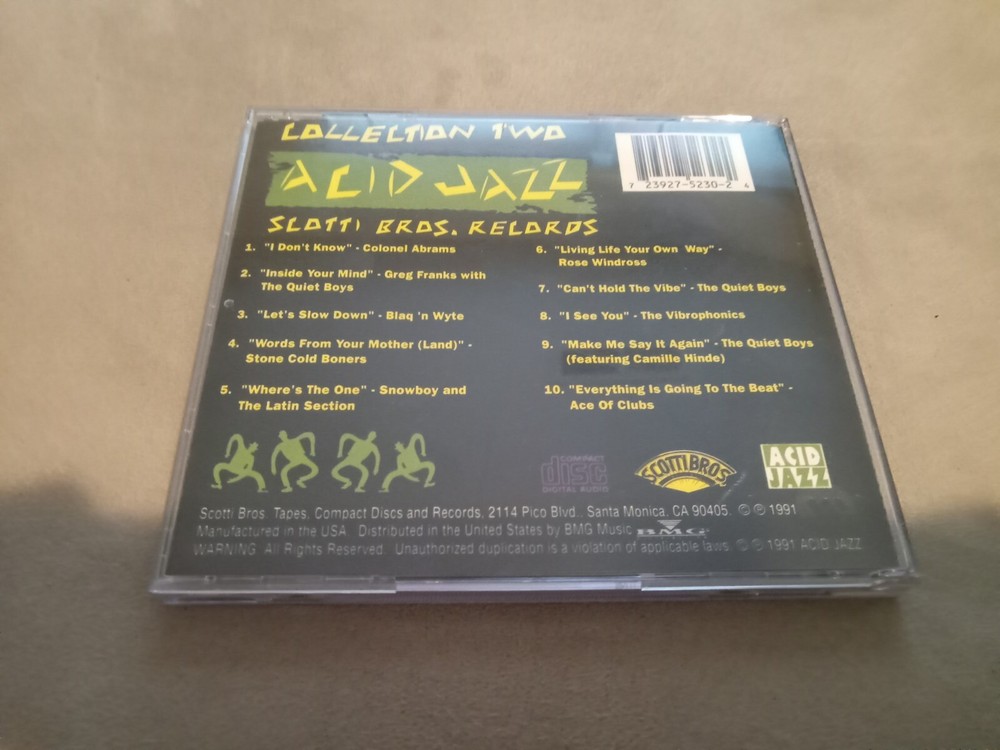 COLLECTION TWO
ACID JAZZ
SCOTTI BROS. RECORDS
7 23927-5230-2 4
1. "I Don't Know" - Colonel Abrams
2. "Inside Your Mind" - Greg Franks with
The Quiet Boys
3. "Let's Slow Down" - Blaq 'n Wyte
4. "Words From Your Mother (Land)" -
Stone Cold Boners
5. "Where's The One" - Snowboy and
The Latin Section
6. "Living Life Your Own Way" -
Rose Windross
7. "Can't Hold The Vibe" - The Quiet Boys
8. "I See You" - The Vibrophonics
9. "Make Me Say It Again" - The Quiet Boys
(featuring Camille Hinde)
10. "Everything Is Going To The Beat" -
Ace Of Clubs
COMPACT
disc
DIGITAL AUDIO
SCOTTI BROS.
ACID
JAZZ
Scotti Bros. Tapes, Compact Discs and Records, 2114 Pico Blvd., Santa Monica, CA 90405. © ℗ 1991
Manufactured in the USA. Distributed in the United States by BMG Music BMG
WARNING: All Rights Reserved. Unauthorized duplication is a violation of applicable laws. © ℗ 1991 ACID JAZZ